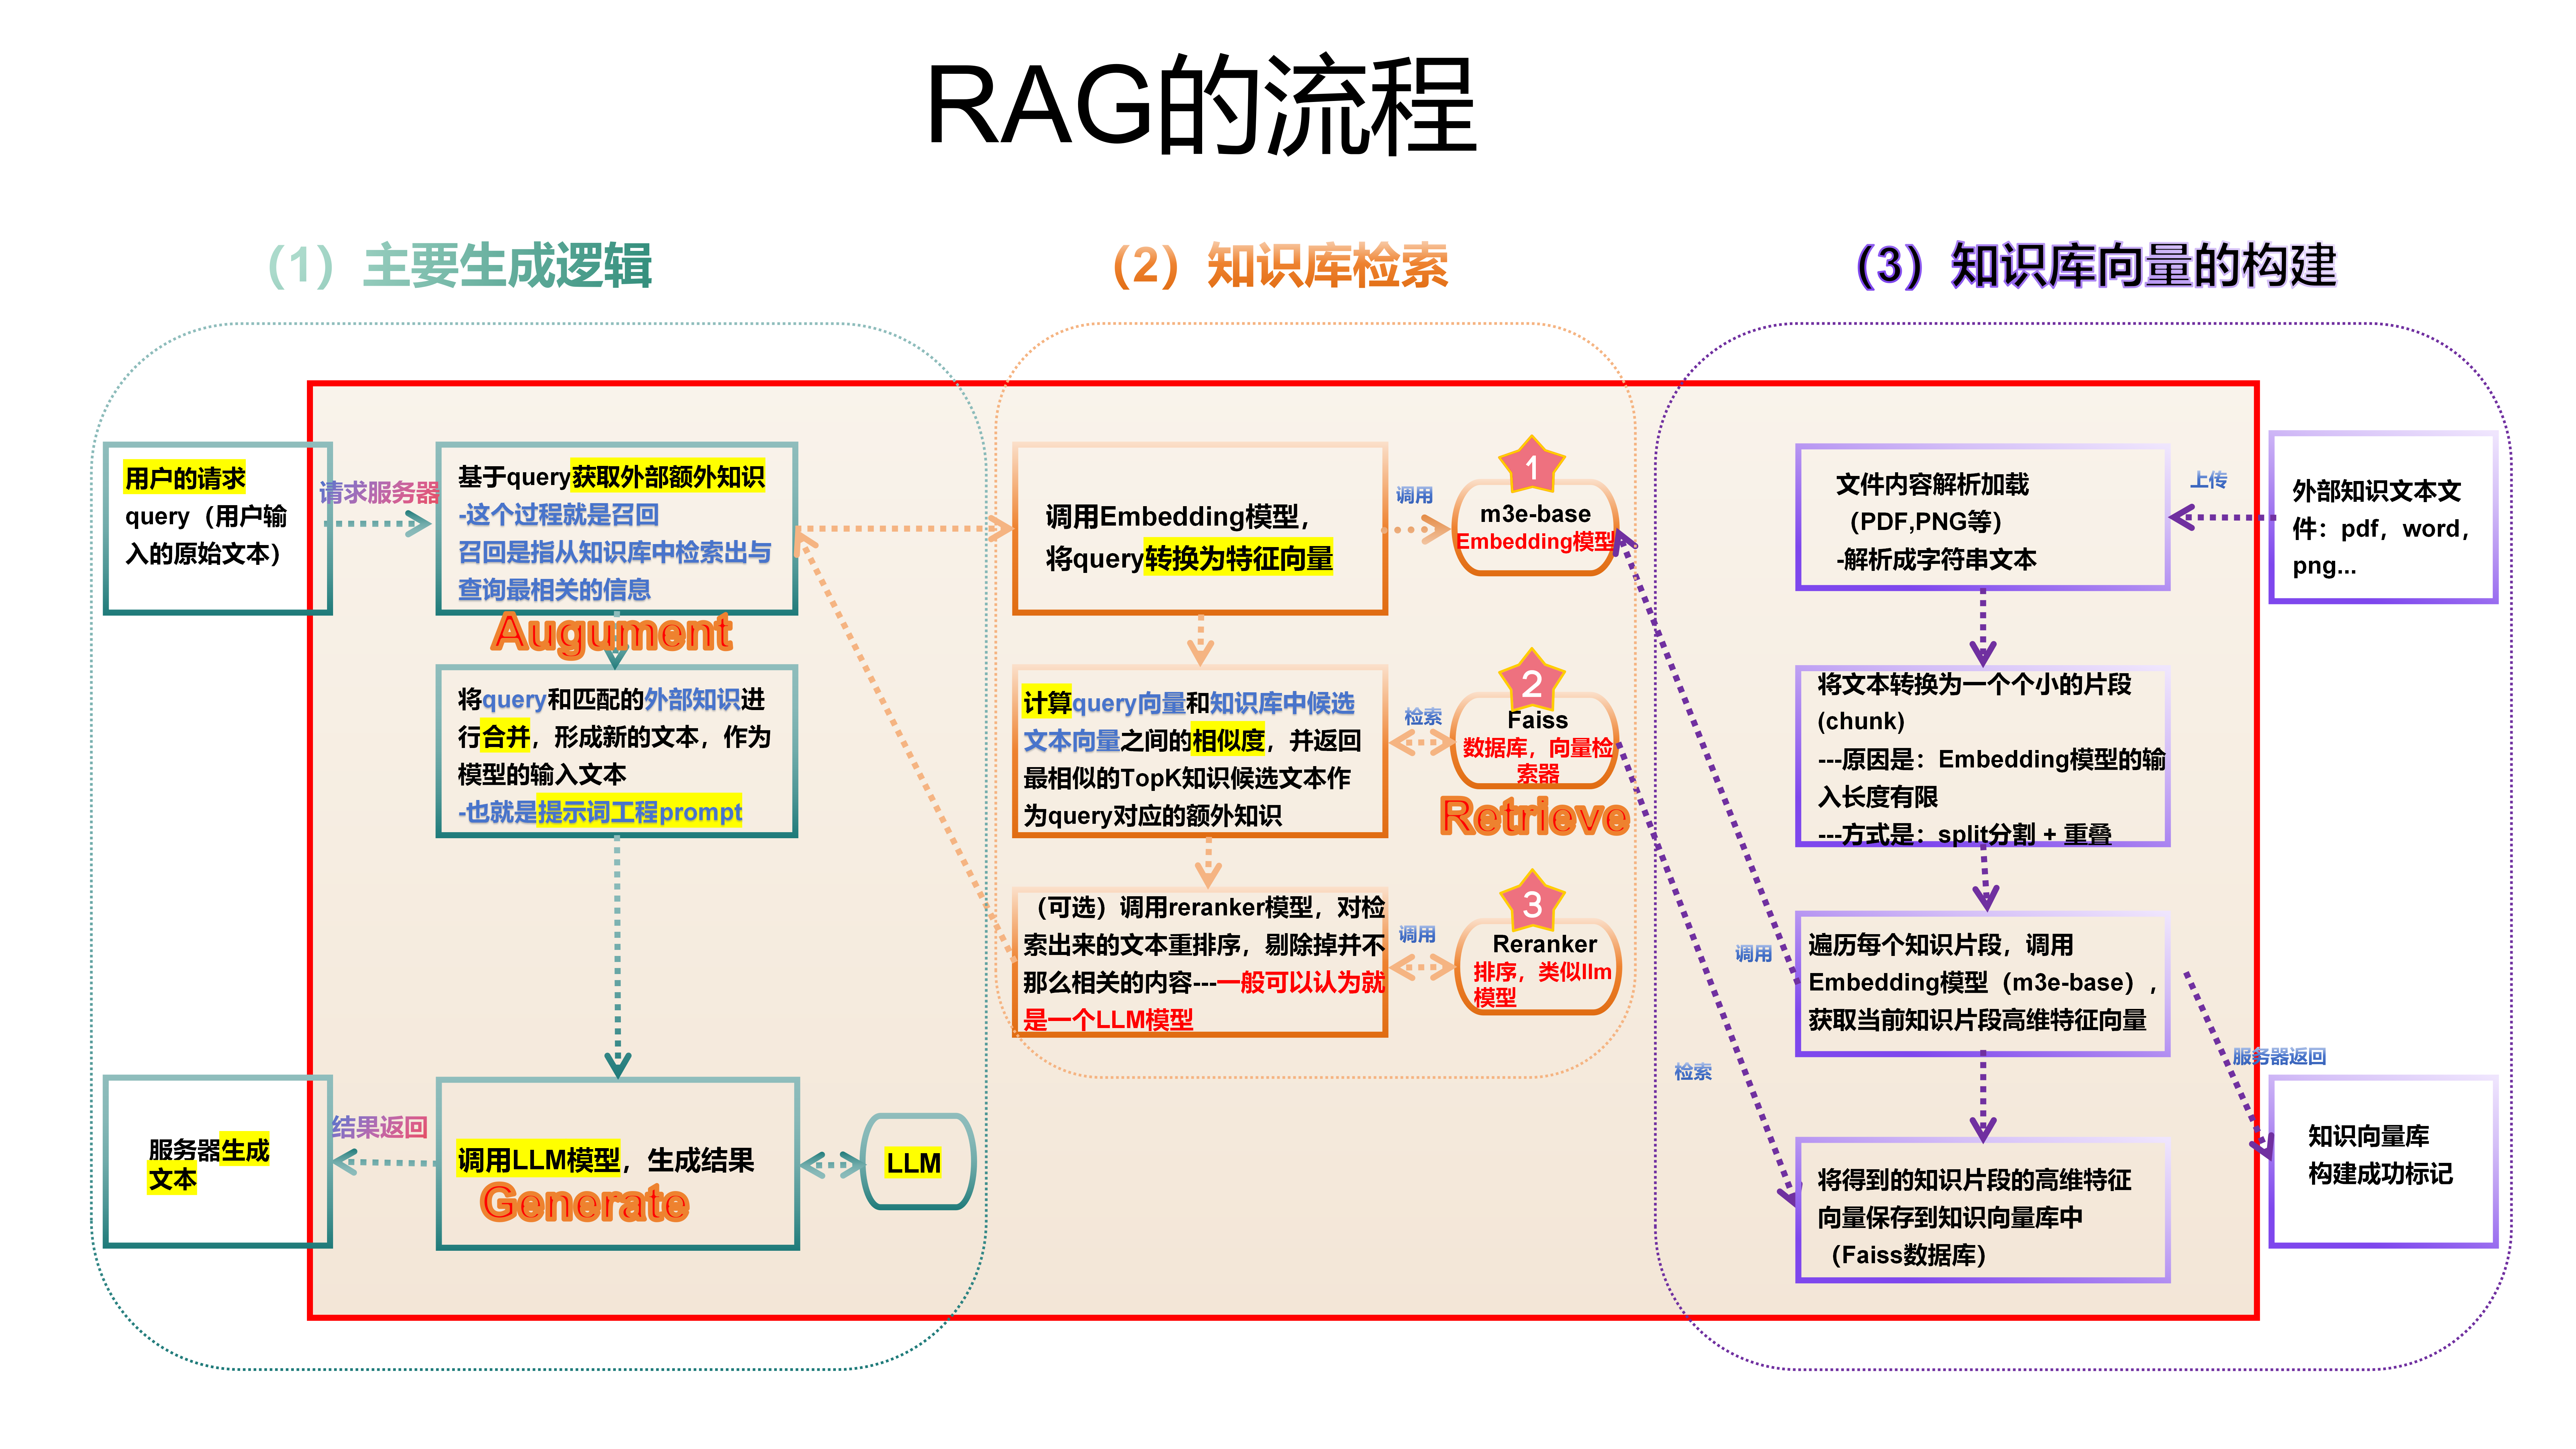 RAG的流程
（1）主要生成逻辑
（2）知识库检索
（3）知识库向量的构建
用户的请求
query（用户输
入的原始文本）
请求服务器
基于query获取外部额外知识
-这个过程就是召回
召回是指从知识库中检索出与
查询最相关的信息
Augument
将query和匹配的外部知识进
行合并，形成新的文本，作为
模型的输入文本
-也就是提示词工程prompt
调用LLM模型，生成结果
Generate
LLM
结果返回
服务器生成
文本
调用Embedding模型，
将query转换为特征向量
调用
1
m3e-base
Embedding模型
计算query向量和知识库中候选
文本向量之间的相似度，并返回
最相似的TopK知识候选文本作
为query对应的额外知识
检索
2
Faiss
数据库，向量检
索器
Retrieve
（可选）调用reranker模型，对检
索出来的文本重排序，剔除掉并不
那么相关的内容---一般可以认为就
是一个LLM模型
调用
3
Reranker
排序，类似llm
模型
外部知识文本文
件：pdf，word，
png...
上传
文件内容解析加载
（PDF,PNG等）
-解析成字符串文本
将文本转换为一个个小的片段
(chunk)
---原因是：Embedding模型的输
入长度有限
---方式是：split分割 + 重叠
调用
遍历每个知识片段，调用
Embedding模型（m3e-base），
获取当前知识片段高维特征向量
检索
将得到的知识片段的高维特征
向量保存到知识向量库中
（Faiss数据库）
服务器返回
知识向量库
构建成功标记